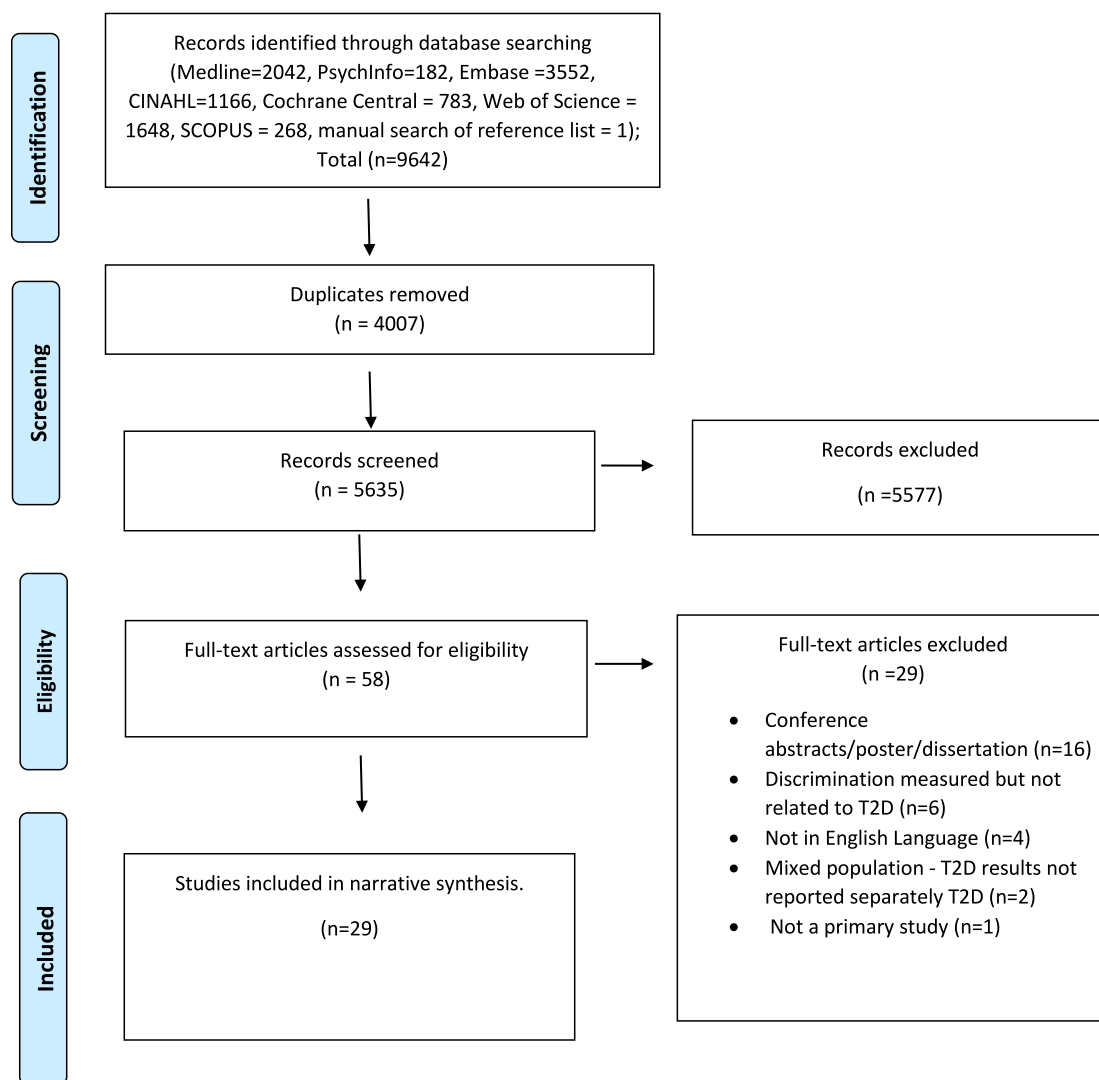 Identification
Records identified through database searching
(Medline=2042, PsychInfo=182, Embase =3552,
CINAHL=1166, Cochrane Central = 783, Web of Science =
1648, SCOPUS = 268, manual search of reference list = 1);
Total (n=9642)
Screening
Duplicates removed
(n = 4007)
Records screened
(n = 5635)
Records excluded
(n =5577)
Eligibility
Full-text articles assessed for eligibility
(n = 58)
Full-text articles excluded
(n =29)
• Conference
abstracts/poster/dissertation (n=16)
• Discrimination measured but not
related to T2D (n=6)
• Not in English Language (n=4)
• Mixed population - T2D results not
reported separately T2D (n=2)
• Not a primary study (n=1)
Included
Studies included in narrative synthesis.
(n=29)